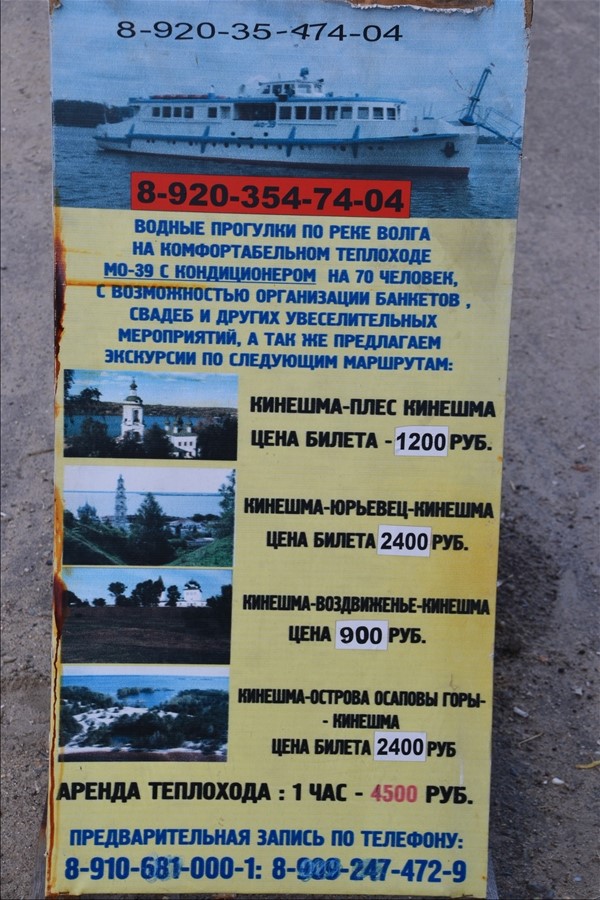 8-920-35-474-04
8-920-354-74-04
ВОДНЫЕ ПРОГУЛКИ ПО РЕКЕ ВОЛГА
НА КОМФОРТАБЕЛЬНОМ ТЕПЛОХОДЕ
МО-39 С КОНДИЦИОНЕРОМ НА 70 ЧЕЛОВЕК,
С ВОЗМОЖНОСТЬЮ ОРГАНИЗАЦИИ БАНКЕТОВ ,
СВАДЕБ И ДРУГИХ УВЕСЕЛИТЕЛЬНЫХ
МЕРОПРИЯТИЙ, А ТАК ЖЕ ПРЕДЛАГАЕМ
ЭКСКУРСИИ ПО СЛЕДУЮЩИМ МАРШРУТАМ:
КИНЕШМА-ПЛЕС КИНЕШМА
ЦЕНА БИЛЕТА - 1200 РУБ.
КИНЕШМА-ЮРЬЕВЕЦ-КИНЕШМА
ЦЕНА БИЛЕТА 2400 РУБ.
КИНЕШМА-ВОЗДВИЖЕНЬЕ-КИНЕШМА
ЦЕНА 900 РУБ.
КИНЕШМА-ОСТРОВА ОСАПОВЫ ГОРЫ-
- КИНЕШМА
ЦЕНА БИЛЕТА 2400 РУБ
АРЕНДА ТЕПЛОХОДА : 1 ЧАС - 4500 РУБ.
ПРЕДВАРИТЕЛЬНАЯ ЗАПИСЬ ПО ТЕЛЕФОНУ:
8-910-681-000-1: 8-909-247-472-9